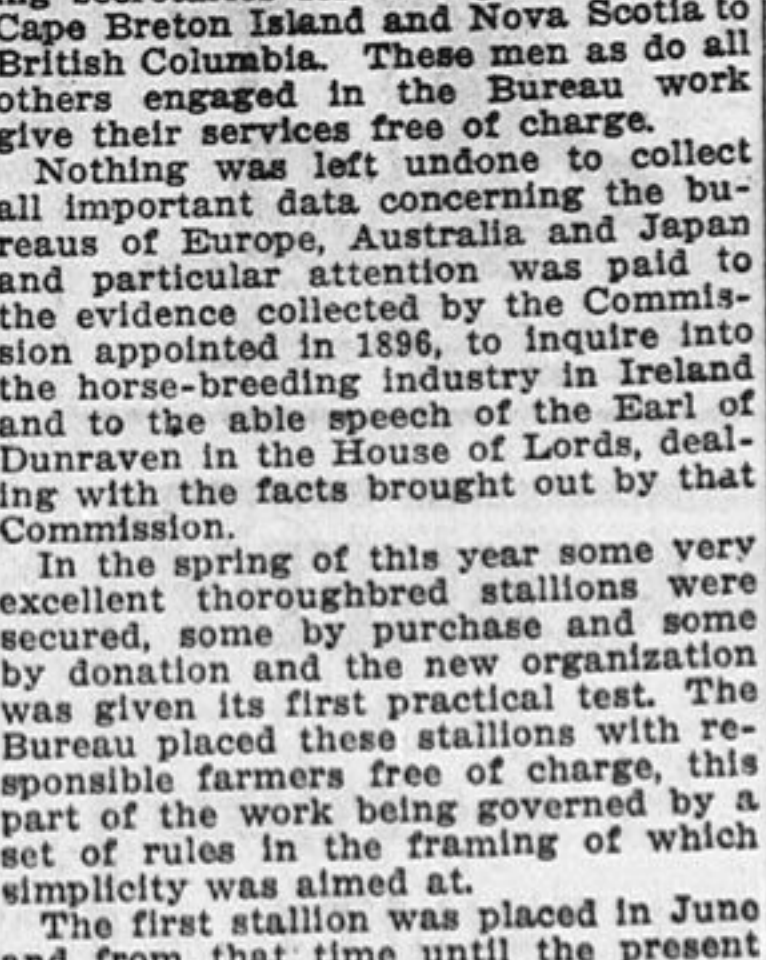 Cape Breton Island and Nova Scotia to
British Columbia. These men as do all
others engaged in the Bureau work
give their services free of charge.
Nothing was left undone to collect
all important data concerning the bu-
reaus of Europe, Australia and Japan
and particular attention was paid to
the evidence collected by the Commis-
sion appointed in 1896, to inquire into
the horse-breeding industry in Ireland
and to the able speech of the Earl of
Dunraven in the House of Lords, deal-
ing with the facts brought out by that
Commission.
In the spring of this year some very
excellent thoroughbred stallions were
secured, some by purchase and some
by donation and the new organization
was given its first practical test. The
Bureau placed these stallions with re-
sponsible farmers free of charge, this
part of the work being governed by a
set of rules in the framing of which
simplicity was aimed at.
The first stallion was placed in June
and from that time until the present